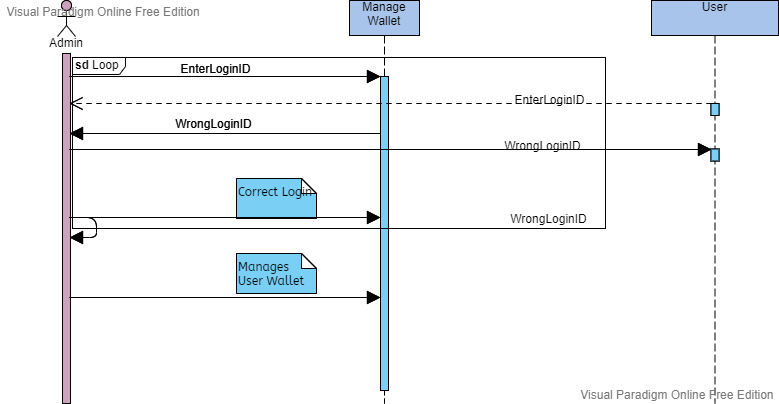 Visual Paradigm Online Free Edition
Manage
Wallet
User
Admin
sd Loop
EnterLoginID
EnterLoginID
WrongLoginID
WrongLoginID
Correct Login
WrongLoginID
Manages
User Wallet
Visual Paradigm Online Free Edition